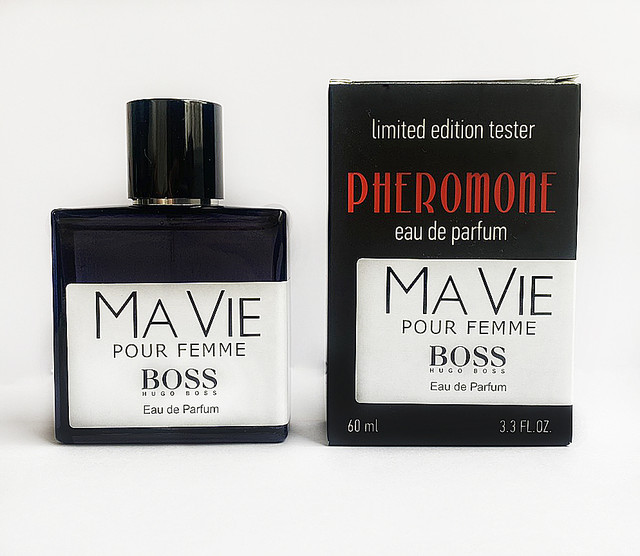 MA VIE
POUR FEMME
BOSS
HUGO BOSS
Eau de Parfum
limited edition tester
PHEROMONE
eau de parfum
MA VIE
POUR FEMME
BOSS
HUGO BOSS
Eau de Parfum
60 ml 3.3 FL.OZ.